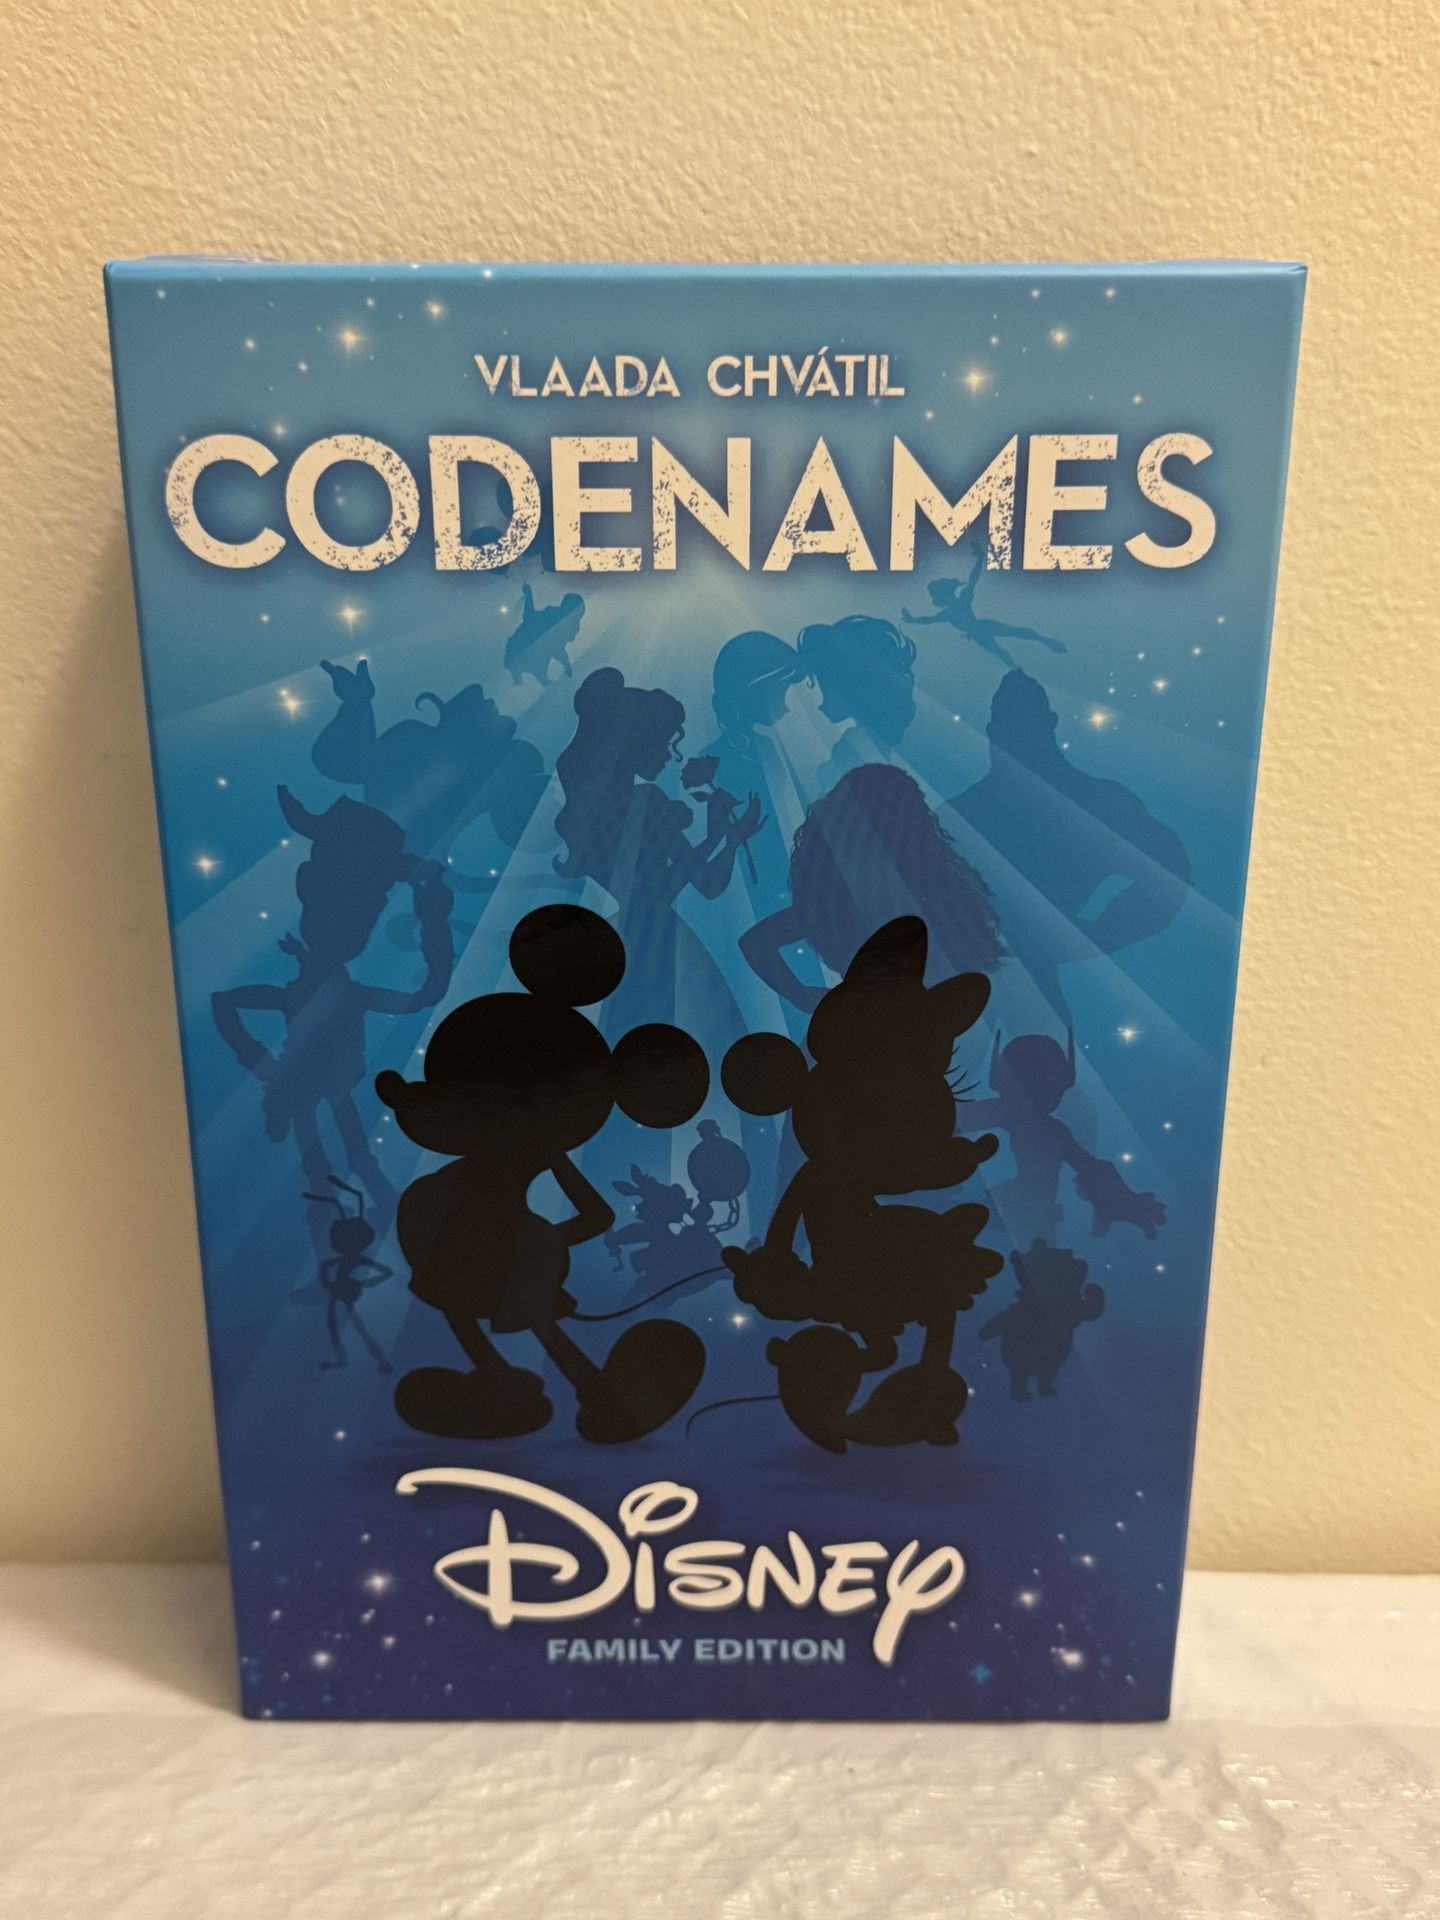 VLAADA CHVÁTIL
CODENAMES
Disney
FAMILY EDITION